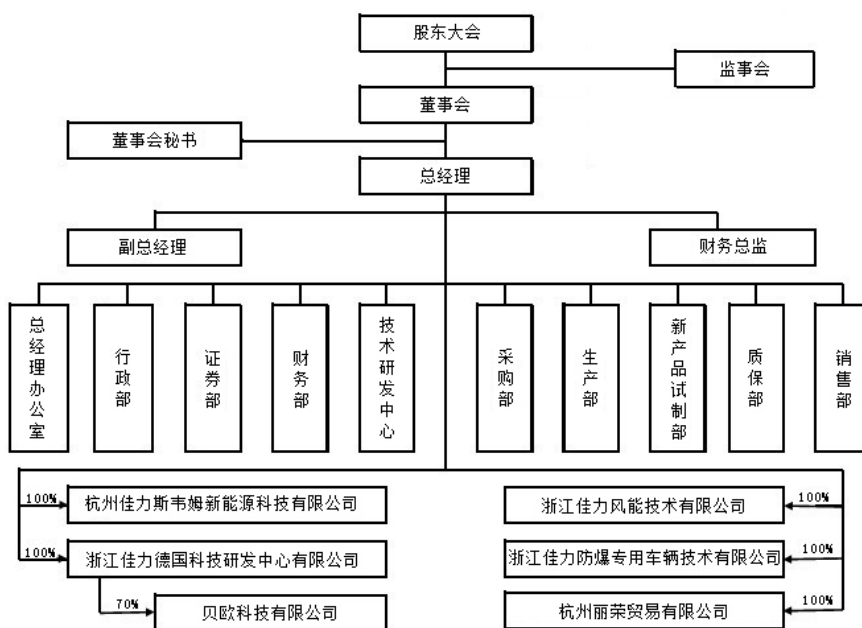 股东大会
监事会
董事会
董事会秘书
总经理
副总经理
财务总监
总经理办公室
行政部
证券部
财务部
技术研发中心
采购部
生产部
新产品试制部
质保部
销售部
100%
杭州佳力斯韦姆新能源科技有限公司
浙江佳力风能技术有限公司
100%
100%
浙江佳力德国科技研发中心有限公司
浙江佳力防爆专用车辆技术有限公司
100%
70%
贝欧科技有限公司
杭州丽荣贸易有限公司
100%